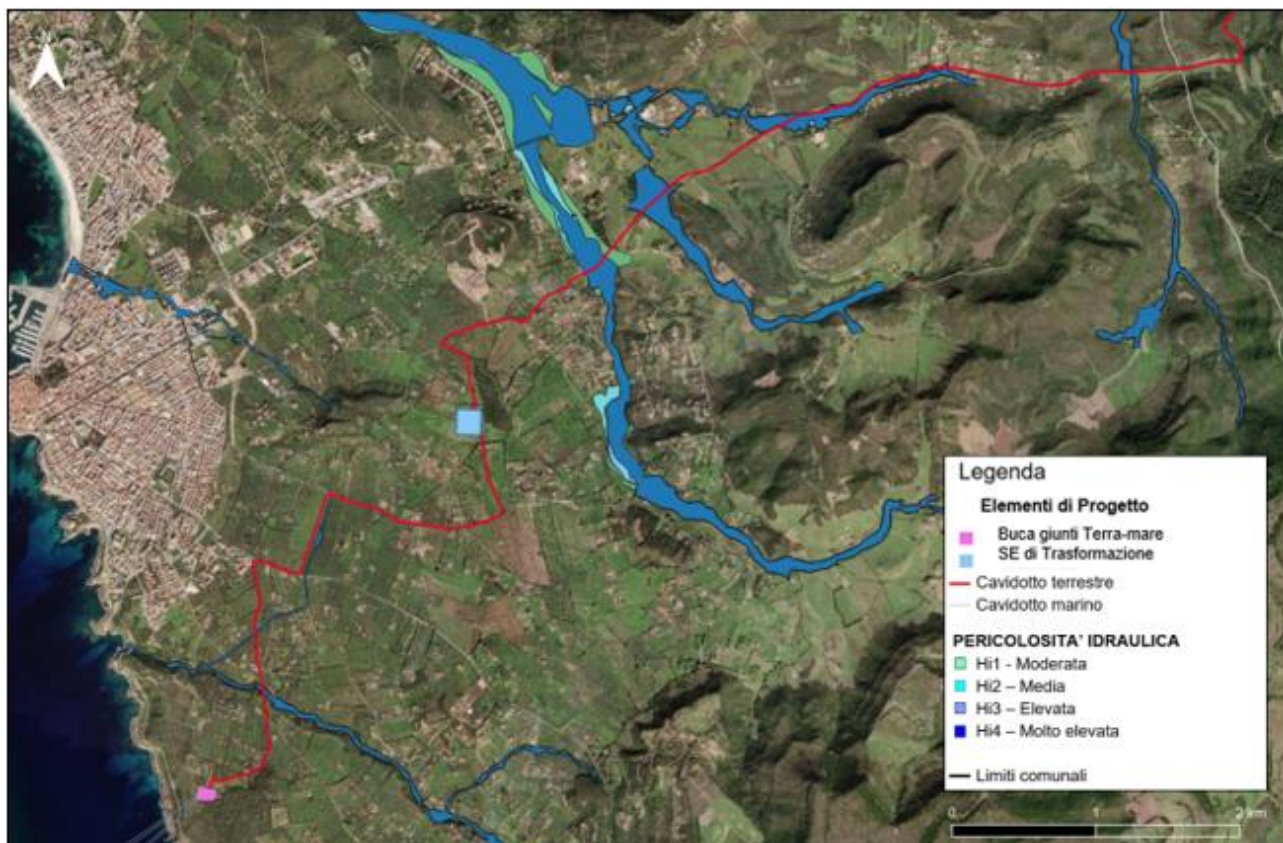 Legenda
Elementi di Progetto
Buca giunti Terra-mare
SE di Trasformazione
Cavidotto terrestre
Cavidotto marino
PERICOLOSITA' IDRAULICA
Hi1 - Moderata
Hi2 – Media
Hi3 – Elevata
Hi4 – Molto elevata
Limiti comunali
0 1 2 km